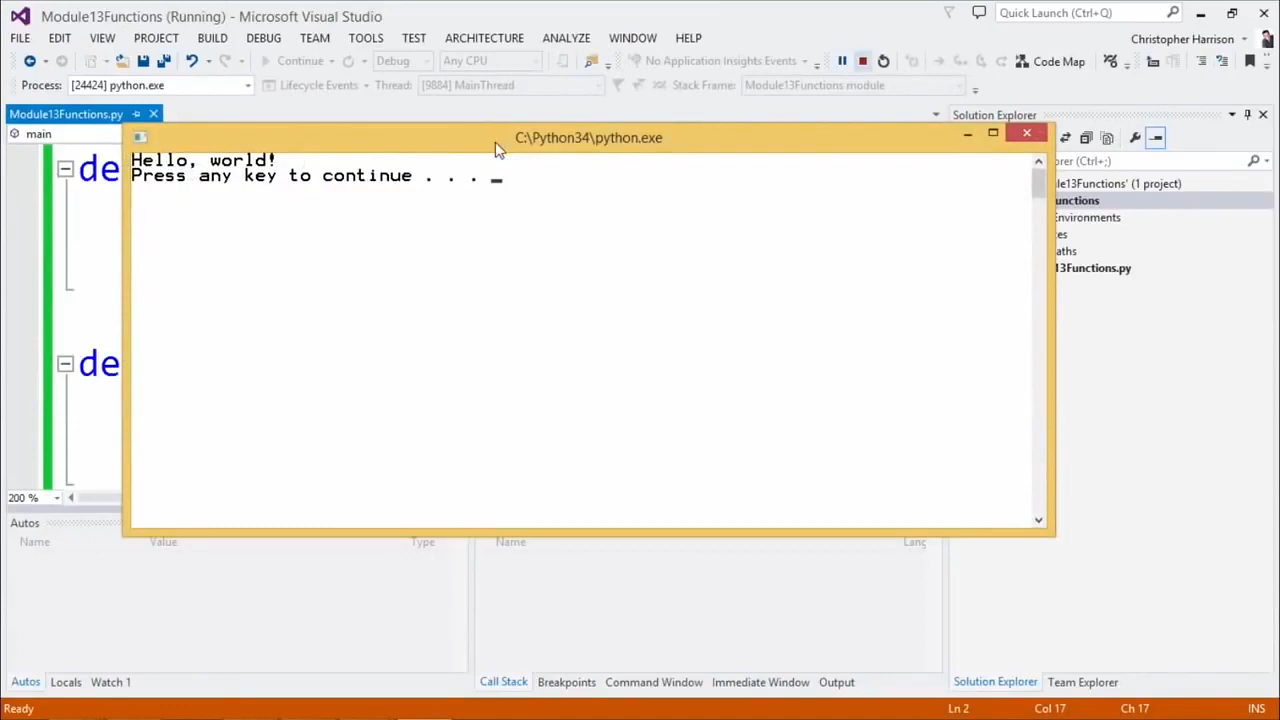 Module13Functions (Running) - Microsoft Visual Studio
Quick Launch (Ctrl+Q)
FILE EDIT VIEW PROJECT BUILD DEBUG TEAM TOOLS TEST ARCHITECTURE ANALYZE WINDOW HELP
Christopher Harrison
Continue Debug Any CPU No Application Insights Events Code Map
Process: [24424] python.exe Lifecycle Events Thread: [9884] MainThread Stack Frame: Module13Functions module
Module13Functions.py
Solution Explorer
main
C:\Python34\python.exe
Hello, world!
Press any key to continue . . . _
orer (Ctrl+;)
de
ule13Functions' (1 project)
unctions
Environments
ces
aths
13Functions.py
de
200 %
Autos
Name Value Type
Name Lang
Autos Locals Watch 1
Call Stack Breakpoints Command Window Immediate Window Output
Solution Explorer Team Explorer
Ready
Ln 2 Col 17 Ch 17 INS